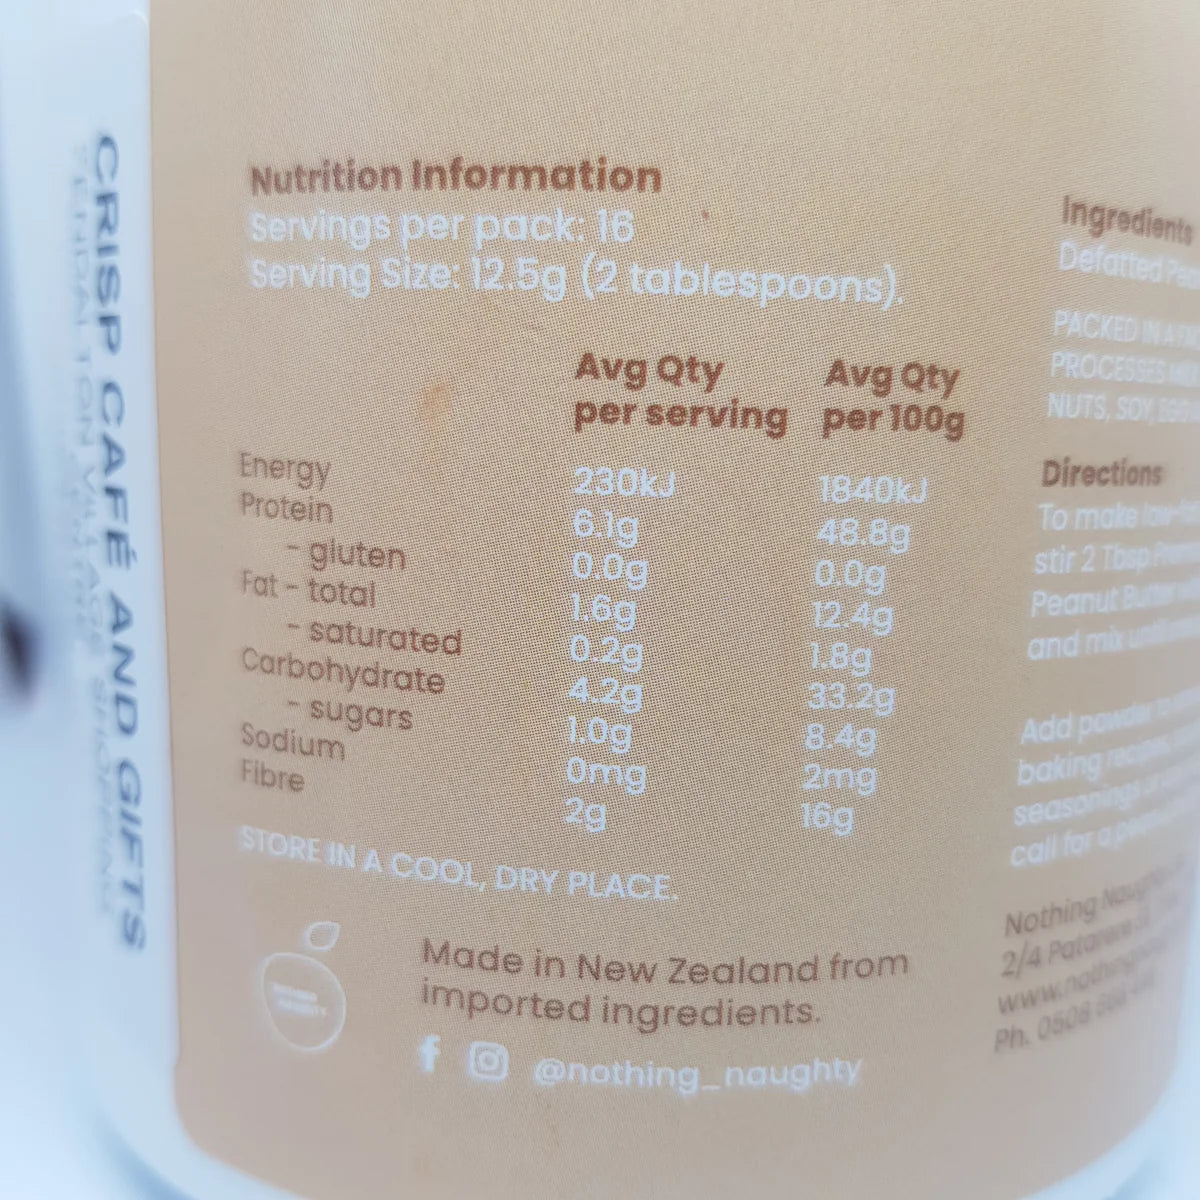 CRISP CAFÉ AND GIFTS
Nutrition Information
Servings per pack: 16
Serving Size: 12.5g (2 tablespoons).
Avg Qty per serving Avg Qty per 100g
Energy 230kJ 1840kJ
Protein 6.1g 48.8g
- gluten 0.0g 0.0g
Fat - total 1.6g 12.4g
- saturated 0.2g 1.8g
Carbohydrate 4.2g 33.2g
- sugars 1.0g 8.4g
Sodium 0mg 2mg
Fibre 2g 16g
STORE IN A COOL, DRY PLACE.
Made in New Zealand from
imported ingredients.
@nothing_naughty
Ingredients
Defatted
PACKED IN A
PROCESSES
NUTS, SOY, EGG
Directions
To make
stir 2 Tbsp
Peanut Butter
and mix
Add powder
baking
seasonings
call for a
Nothing
2/4
Ph. 0508